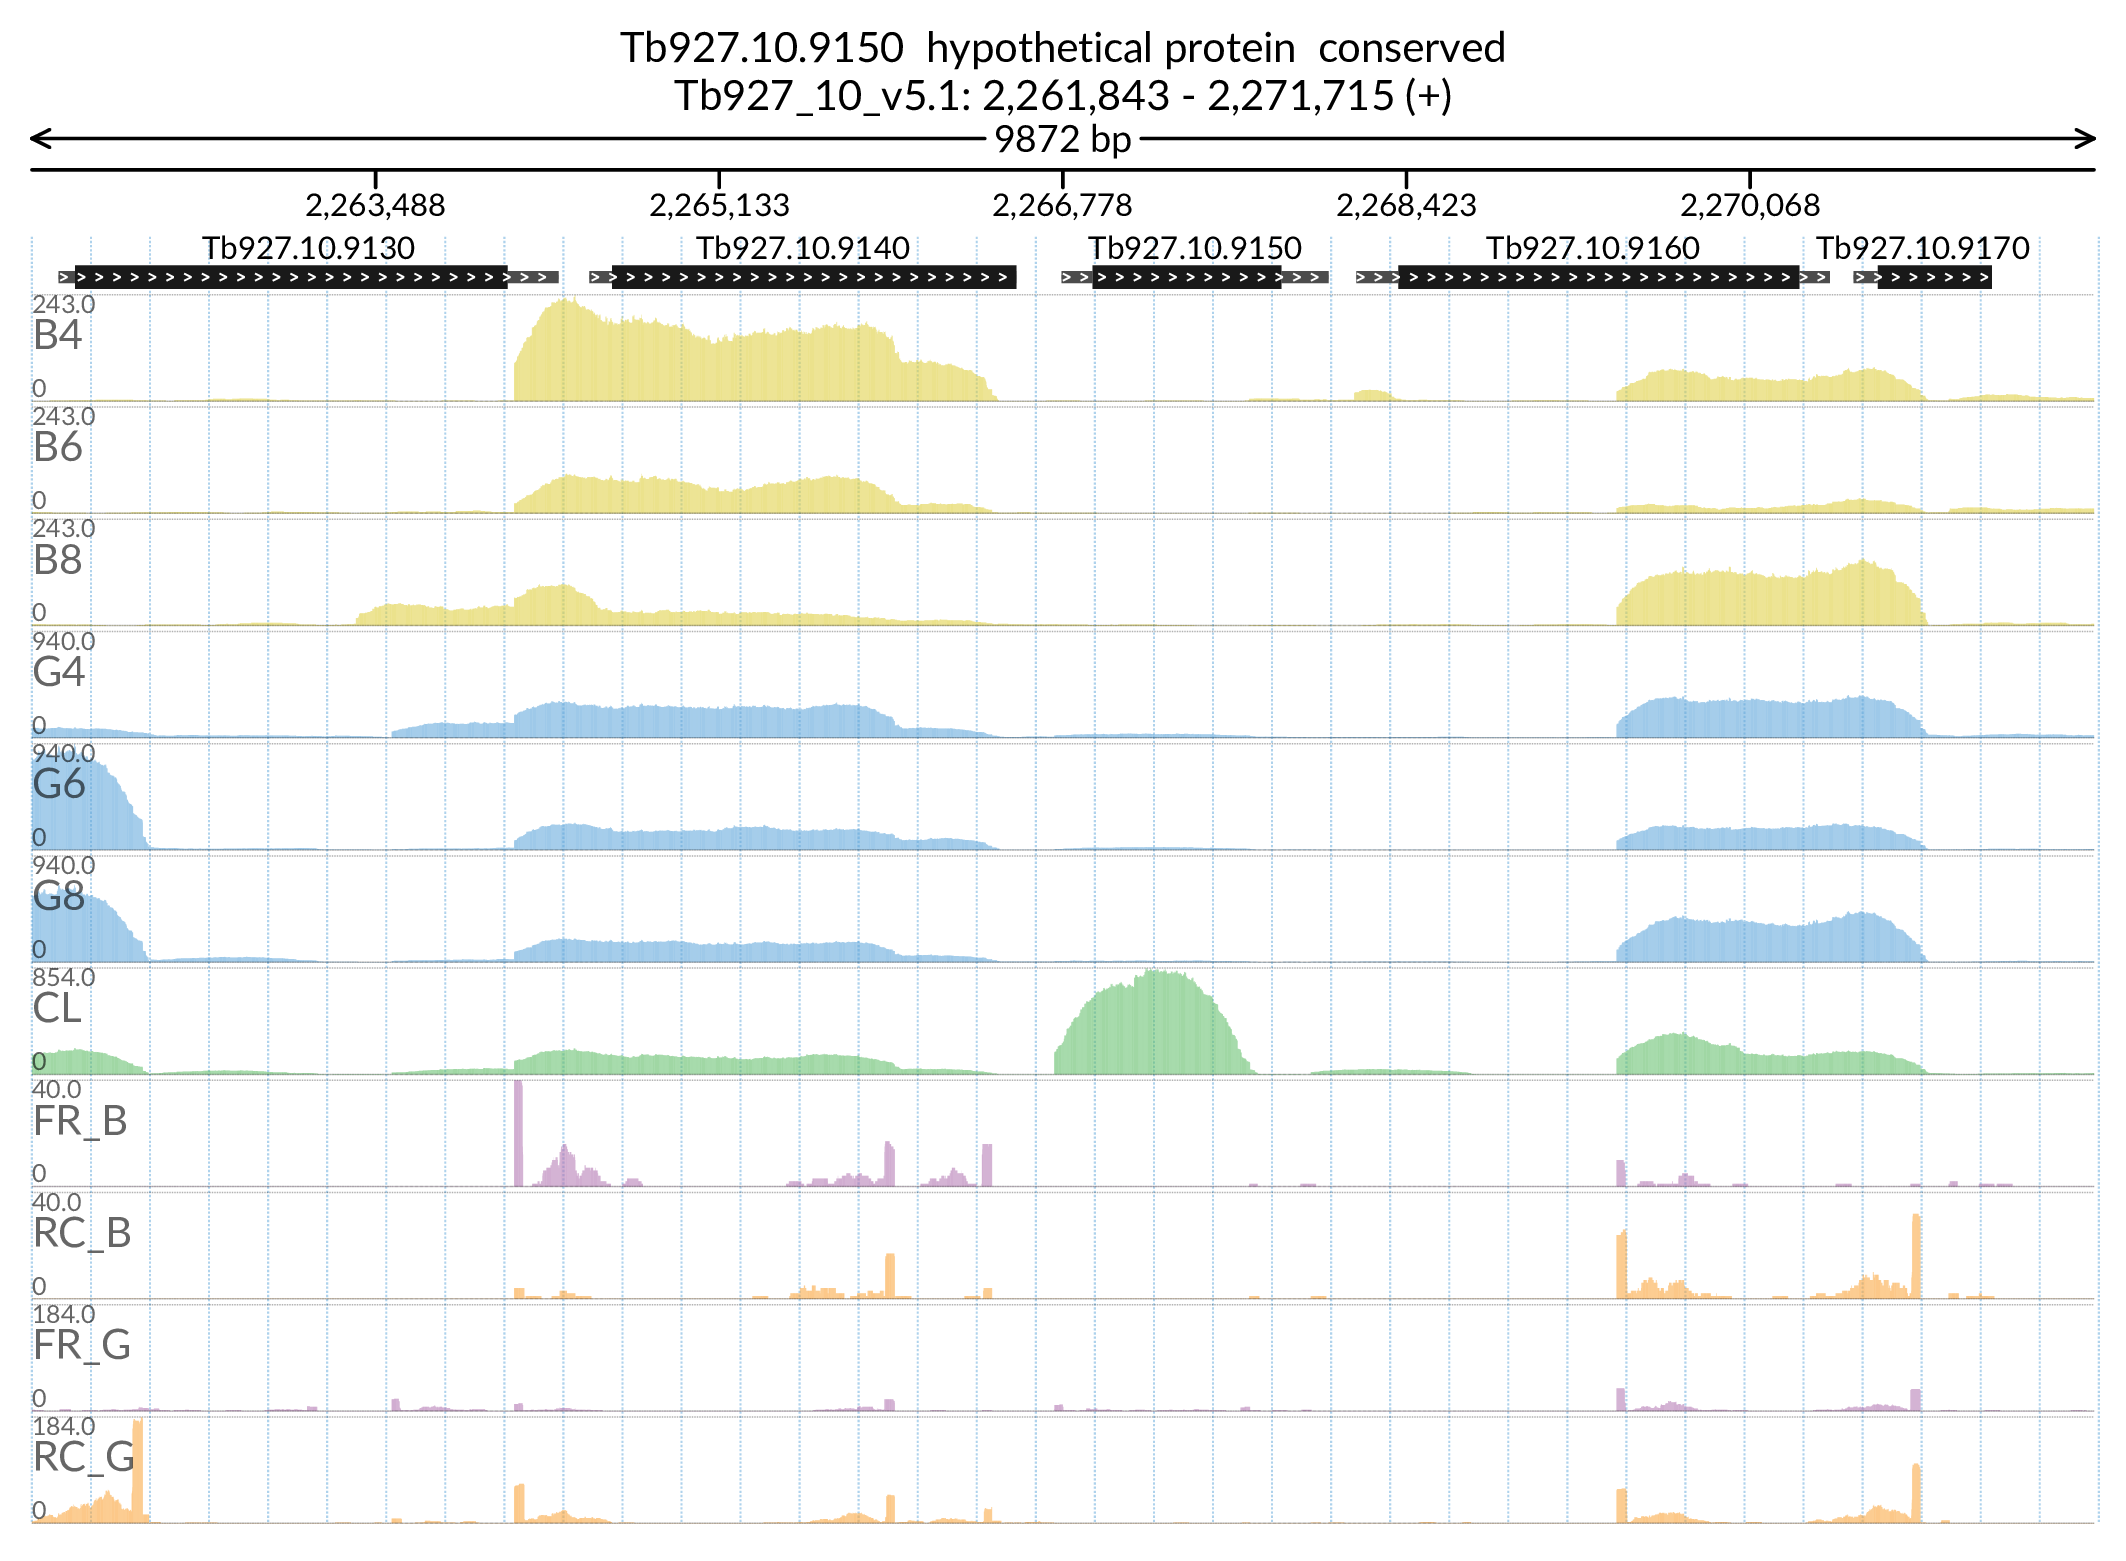 Tb927.10.9150  hypothetical protein  conserved
Tb927_10_v5.1: 2,261,843 - 2,271,715 (+)
9872 bp
2,263,488 2,265,133 2,266,778 2,268,423 2,270,068
Tb927.10.9130 Tb927.10.9140 Tb927.10.9150 Tb927.10.9160 Tb927.10.9170
243.0
B4
0
243.0
B6
0
243.0
B8
0
940.0
G4
0
940.0
G6
0
940.0
G8
0
854.0
CL
0
40.0
FR_B
0
40.0
RC_B
0
184.0
FR_G
0
184.0
RC_G
0